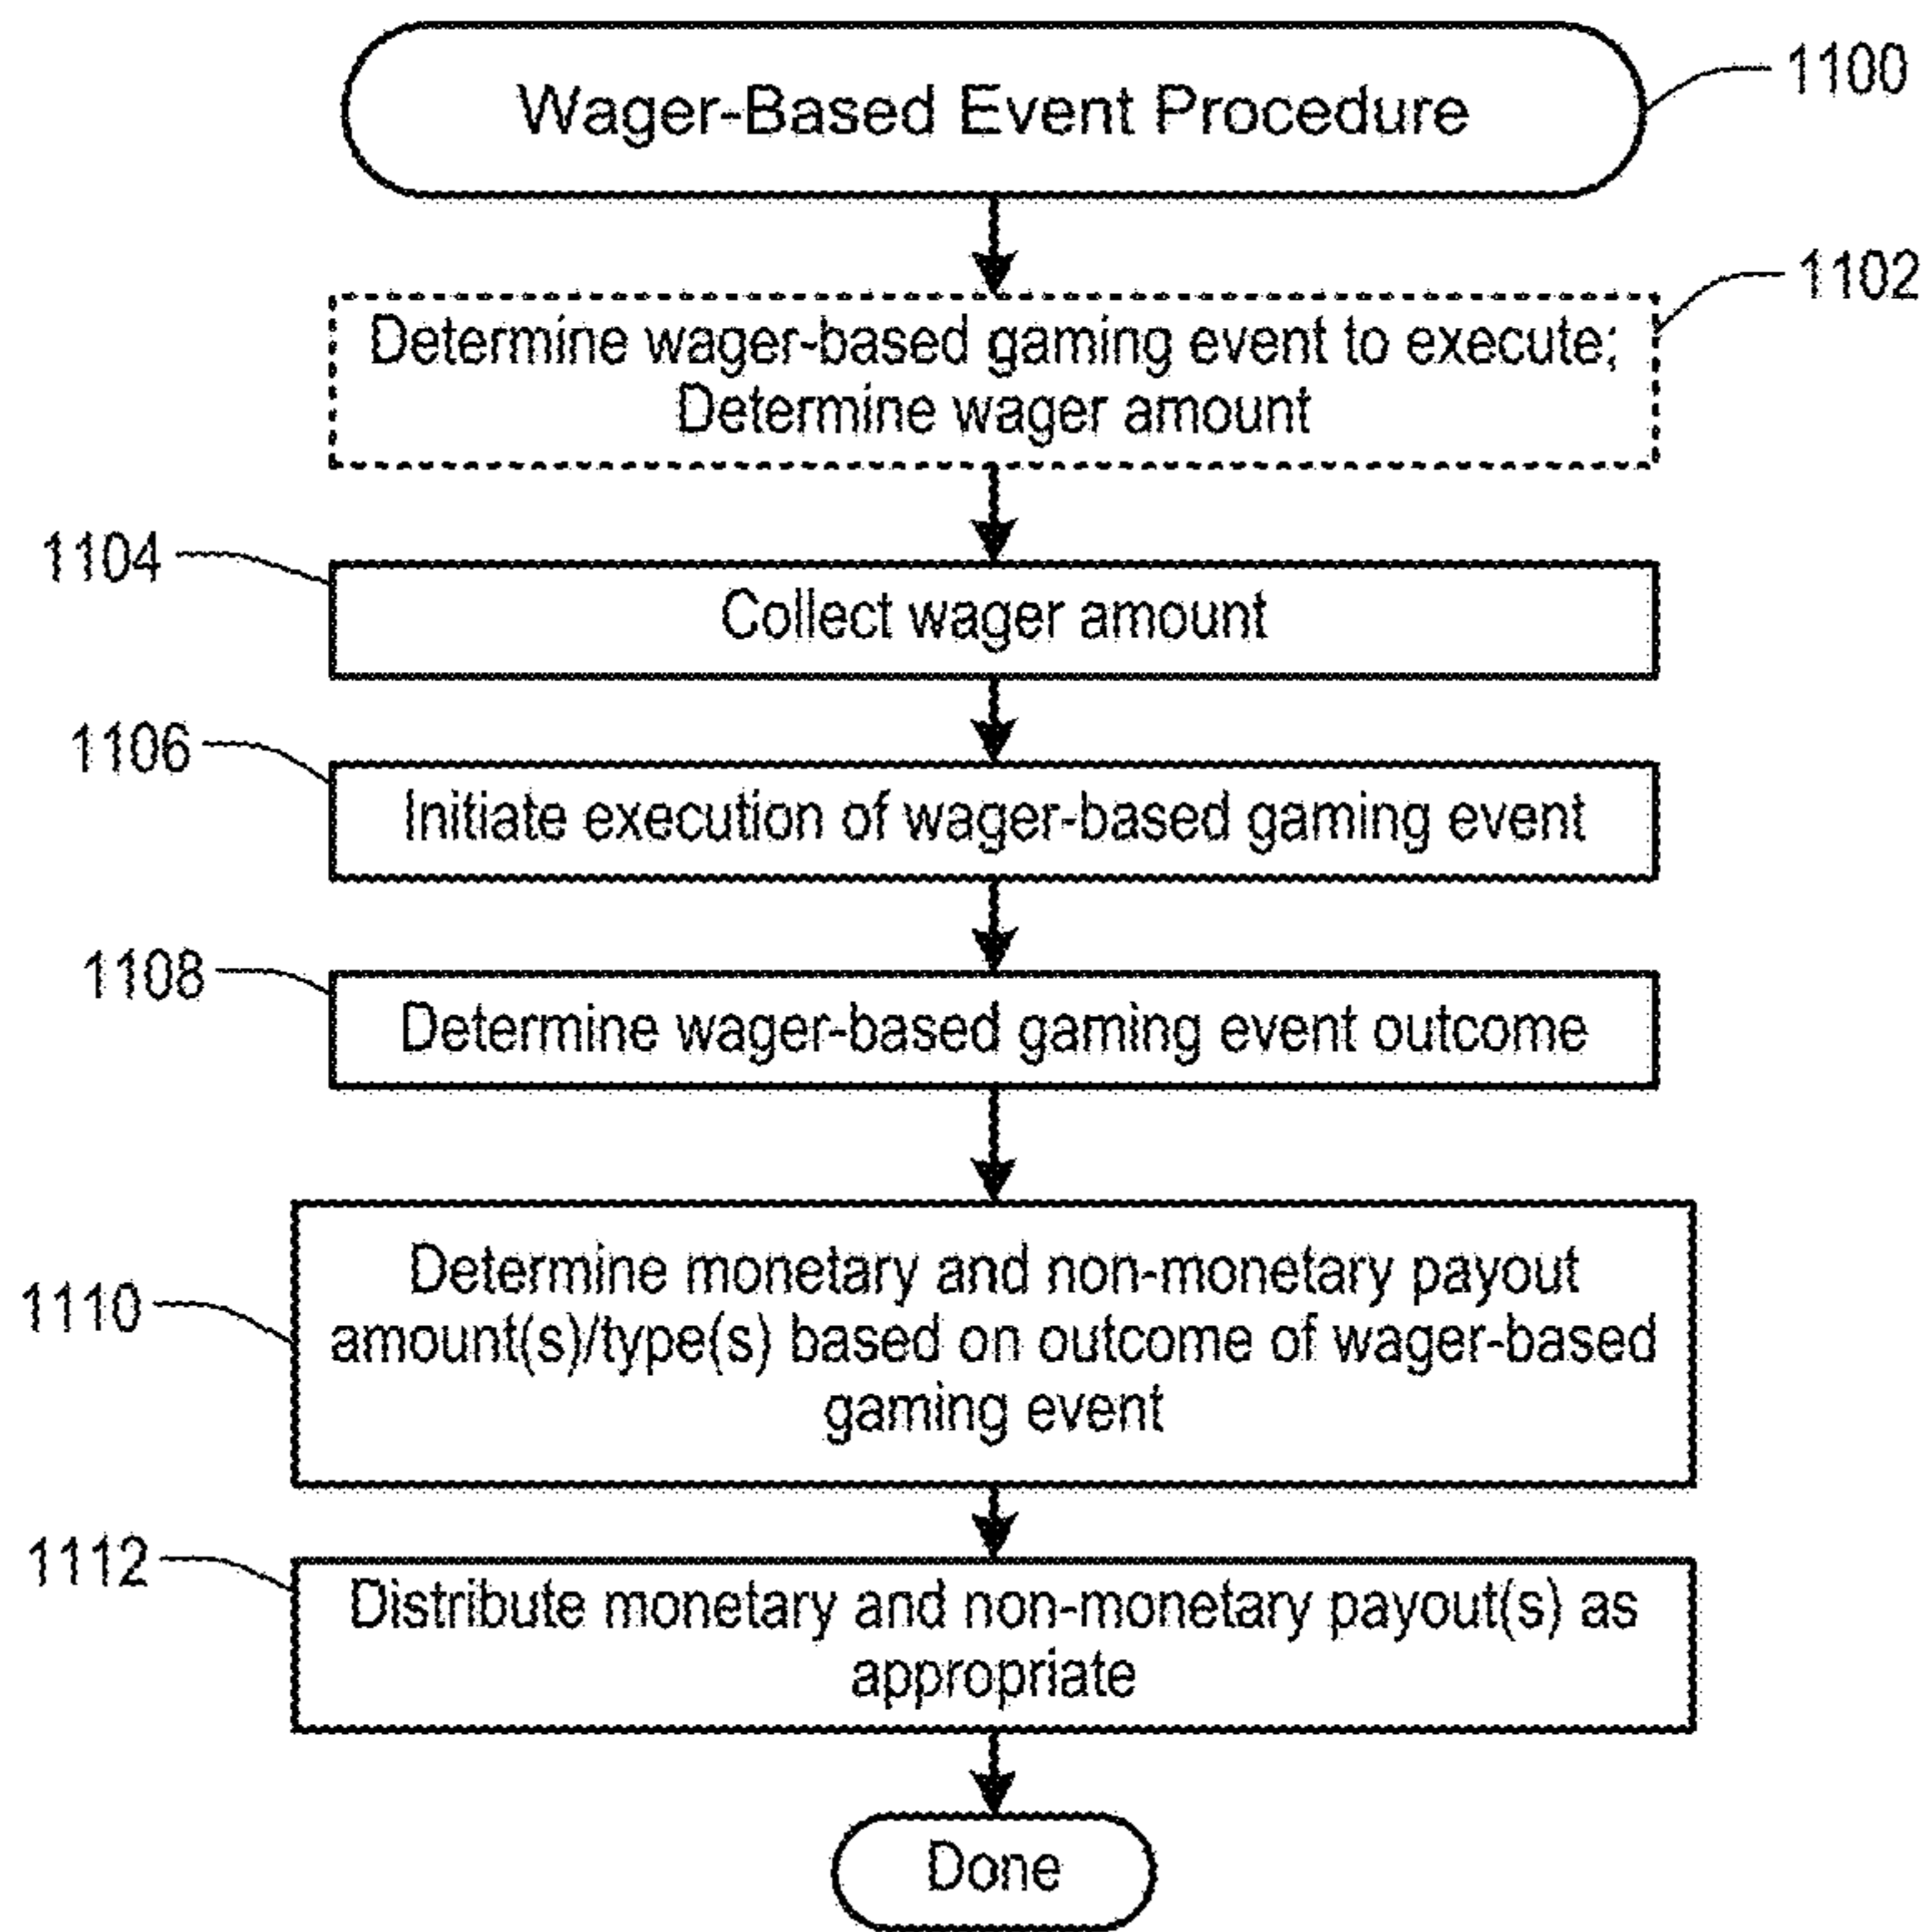 Wager-Based Event Procedure
1100
1102
Determine wager-based gaming event to execute;
Determine wager amount
1104
Collect wager amount
1106
Initiate execution of wager-based gaming event
1108
Determine wager-based gaming event outcome
1110
Determine monetary and non-monetary payout
amount(s)/type(s) based on outcome of wager-based
gaming event
1112
Distribute monetary and non-monetary payout(s) as
appropriate
Done